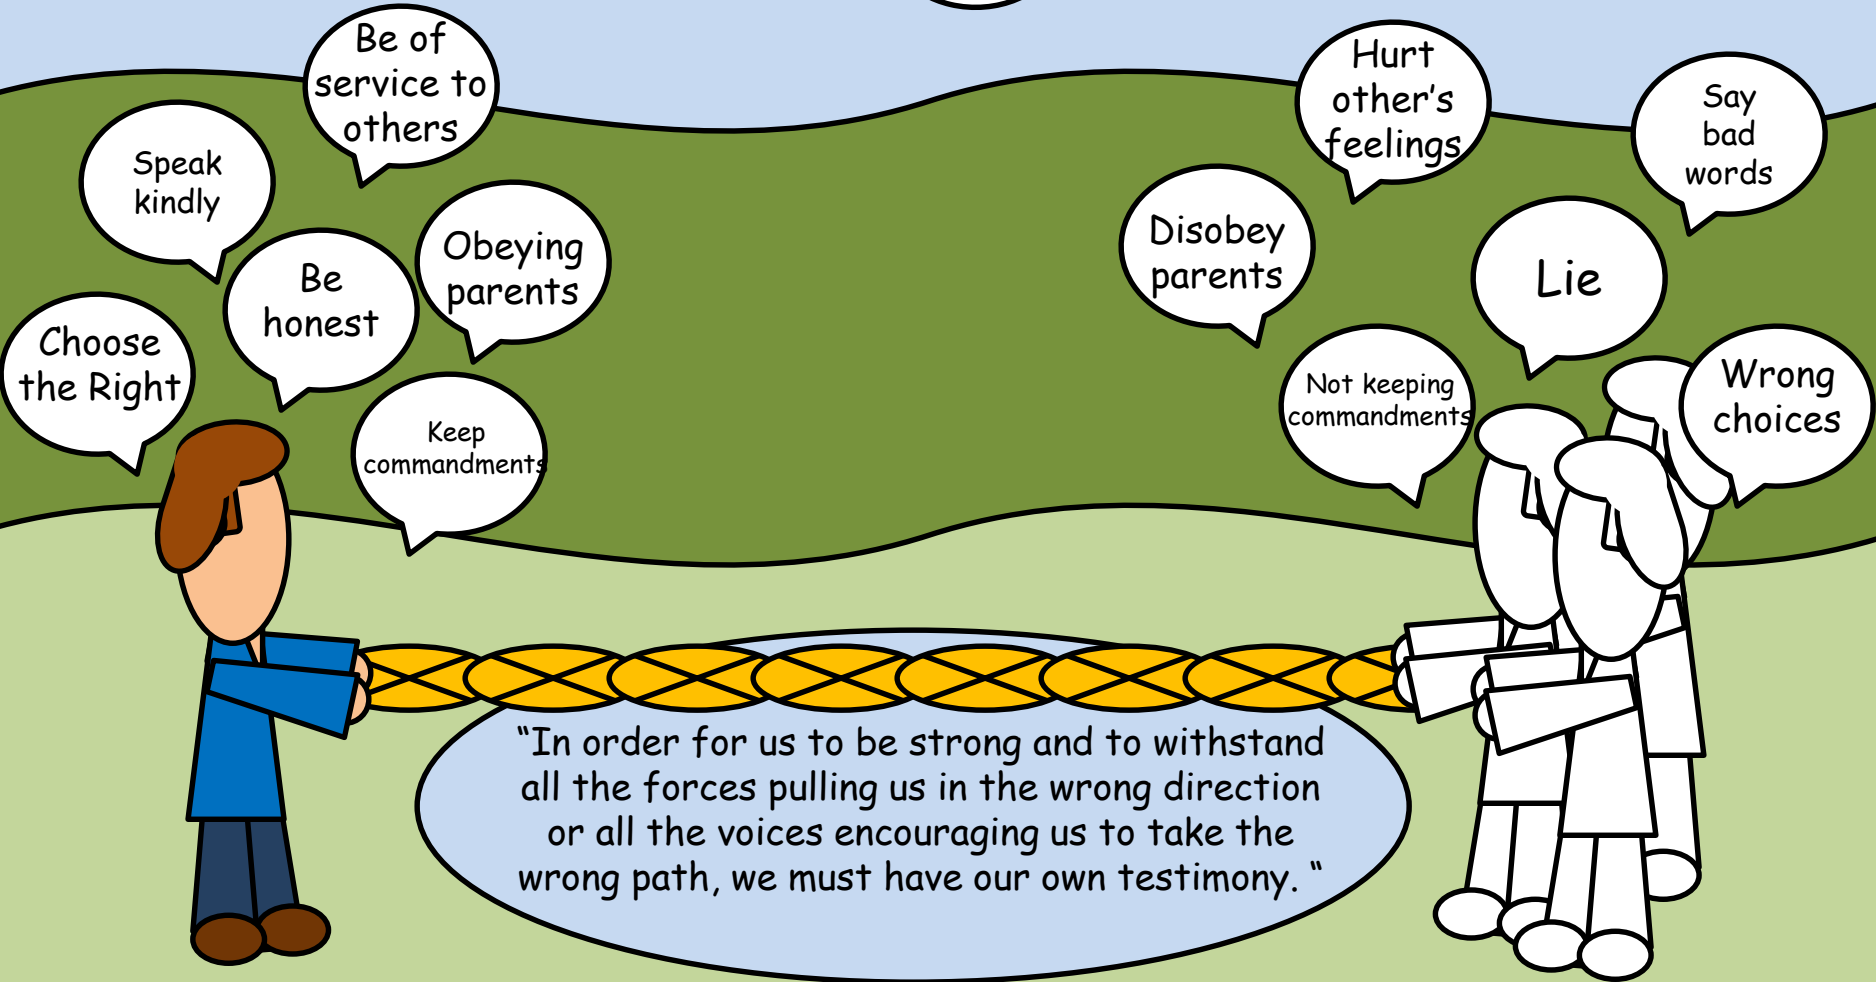 Be of
service to
others
Speak
kindly
Obeying
parents
Be
honest
Choose
the Right
Keep
commandments
Hurt
other's
feelings
Say
bad
words
Disobey
parents
Lie
Not keeping
commandments
Wrong
choices
“In order for us to be strong and to withstand
all the forces pulling us in the wrong direction
or all the voices encouraging us to take the
wrong path, we must have our own testimony. “